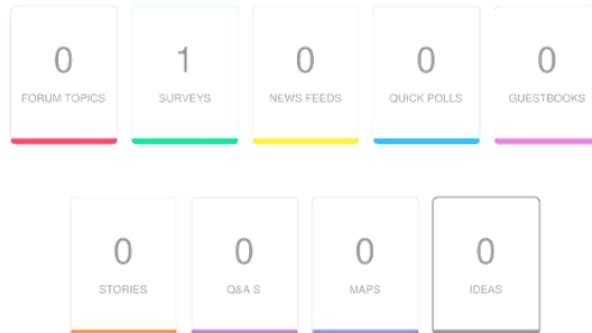 0 1 0 0 0
FORUM TOPICS SURVEYS NEWS FEEDS QUICK POLLS GUESTBOOKS
0 0 0 0
STORIES Q&A S MAPS IDEAS